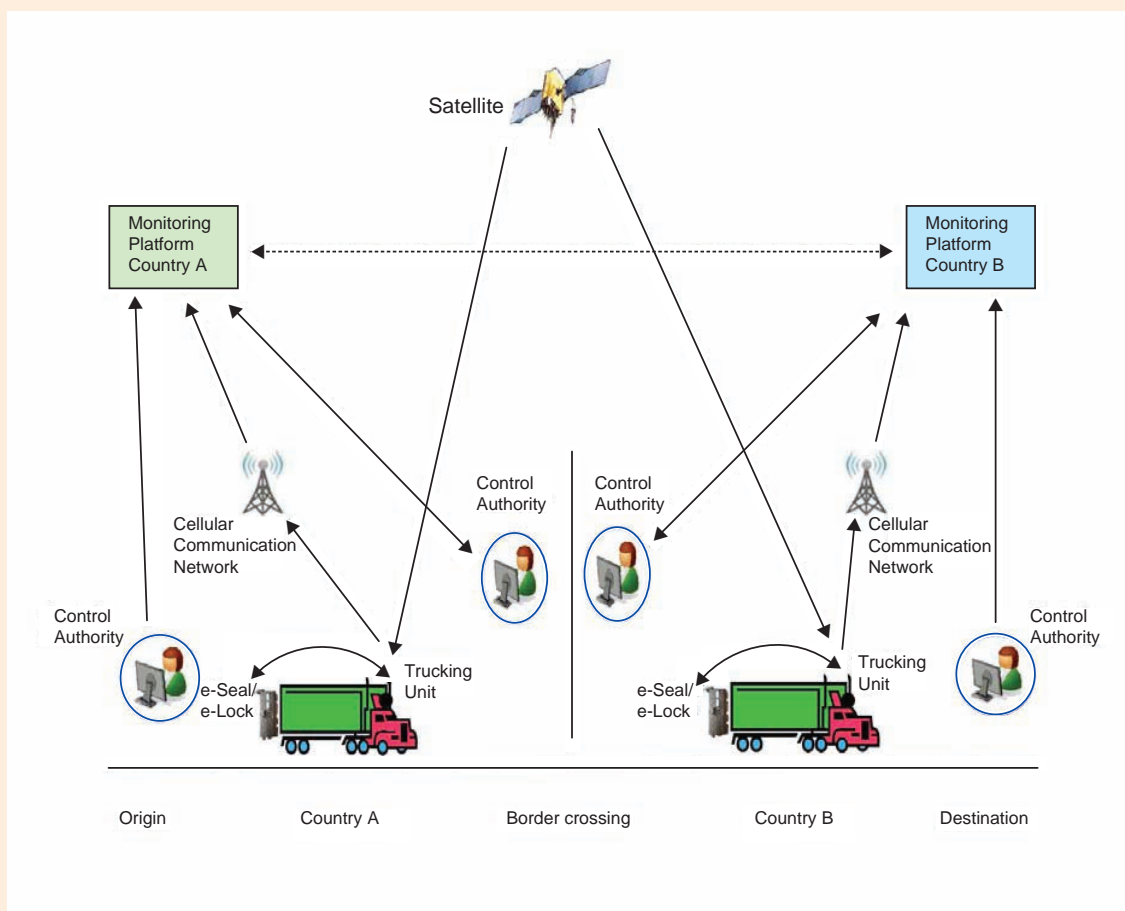 Satellite
Monitoring
Platform
Country A
Monitoring
Platform
Country B
Control
Authority
Control
Authority
Cellular
Communication
Network
Cellular
Communication
Network
Control
Authority
Control
Authority
e-Seal/
e-Lock
Trucking
Unit
e-Seal/
e-Lock
Trucking
Unit
Origin
Country A
Border crossing
Country B
Destination